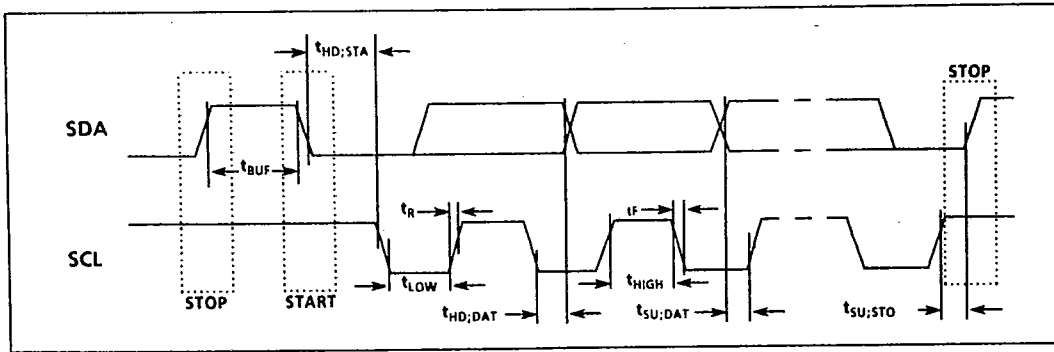 tHD;STA
STOP
SDA
tBUF
tR
tF
SCL
tLOW
tHIGH
STOP
START
tHD;DAT
tSU;DAT
tSU;STO